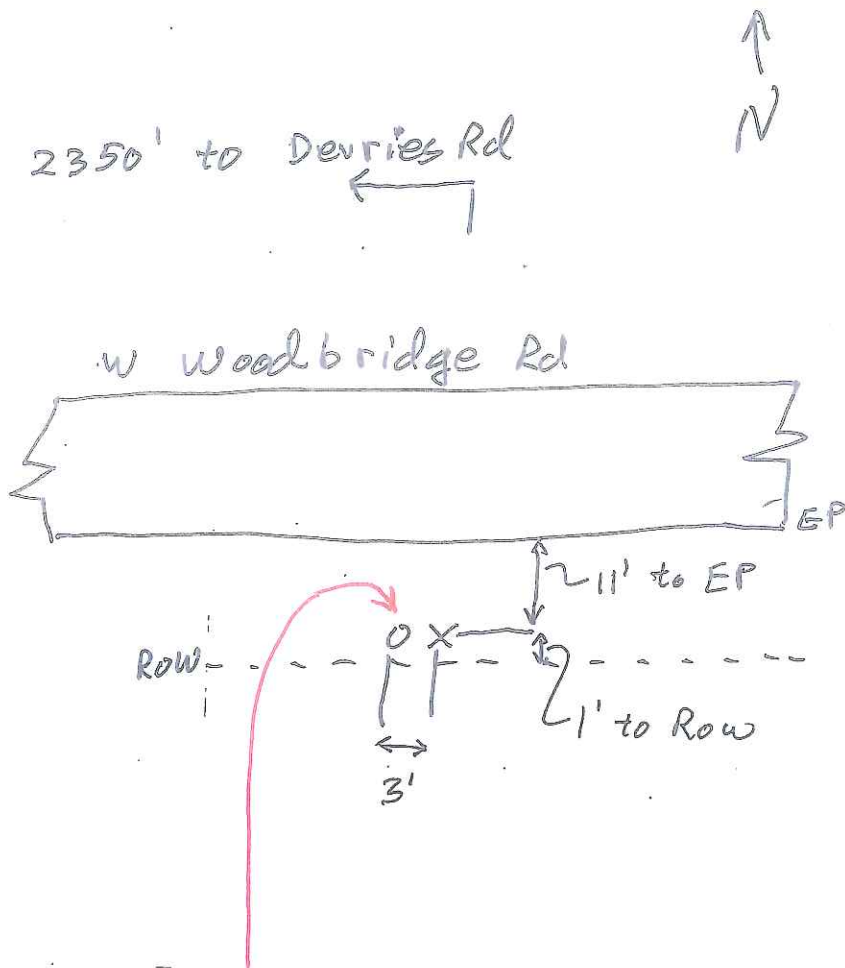 N
2350' to Devries Rd
W Woodbridge Rd
EP
~11' to EP
O X
ROW
1' to Row
3'